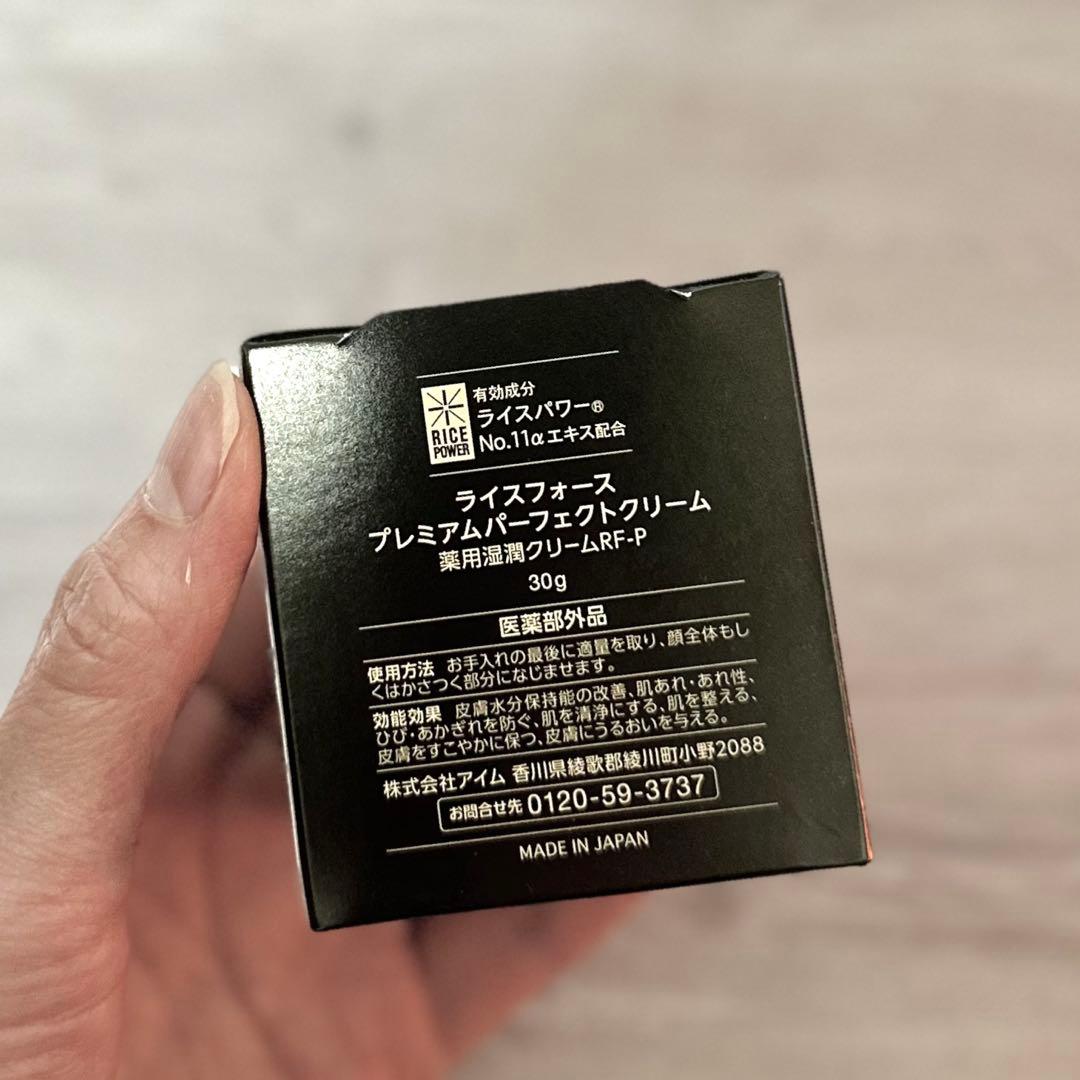 RICE
POWER
有効成分
ライスパワー®
No.11αエキス配合
ライスフォース
プレミアムパーフェクトクリーム
薬用湿潤クリームRF-P
30g
医薬部外品
使用方法 お手入れの最後に適量を取り、顔全体もし
くはかさつく部分になじませます。
効能効果 皮膚水分保持能の改善、肌あれ・あれ性、
ひび・あかぎれを防ぐ、肌を清浄にする、肌を整える、
皮膚をすこやかに保つ、皮膚にうるおいを与える。
株式会社アイム 香川県綾歌郡綾川町小野2088
お問合せ先 0120-59-3737
MADE IN JAPAN